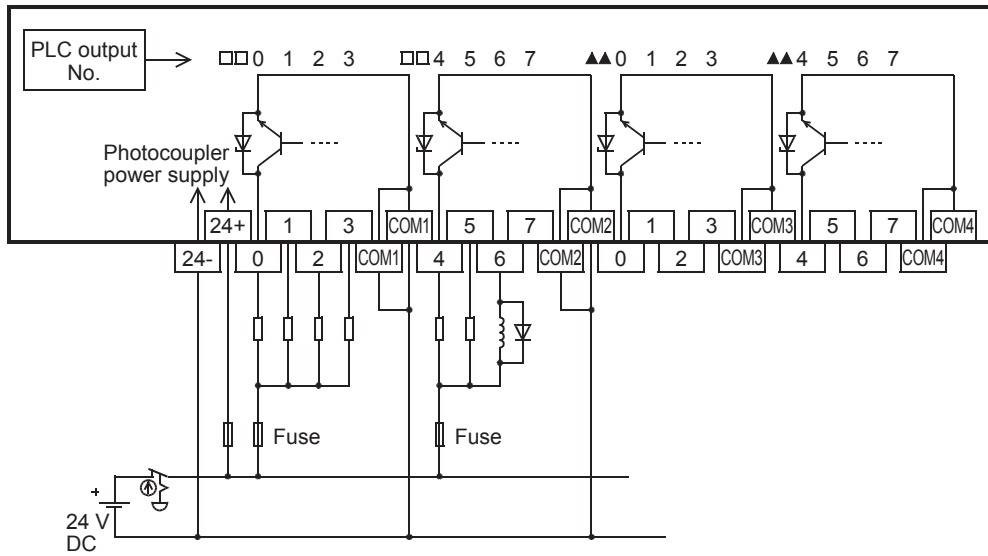 PLC output
No.
□□0 1 2 3
□□4 5 6 7
▲▲0 1 2 3
▲▲4 5 6 7
Photocoupler
power supply
24+ 1 3 COM1 5 7 COM2 1 3 COM3 5 7 COM4
24- 0 2 COM1 4 6 COM2 0 2 COM3 4 6 COM4
Fuse
Fuse
+
24 V
DC